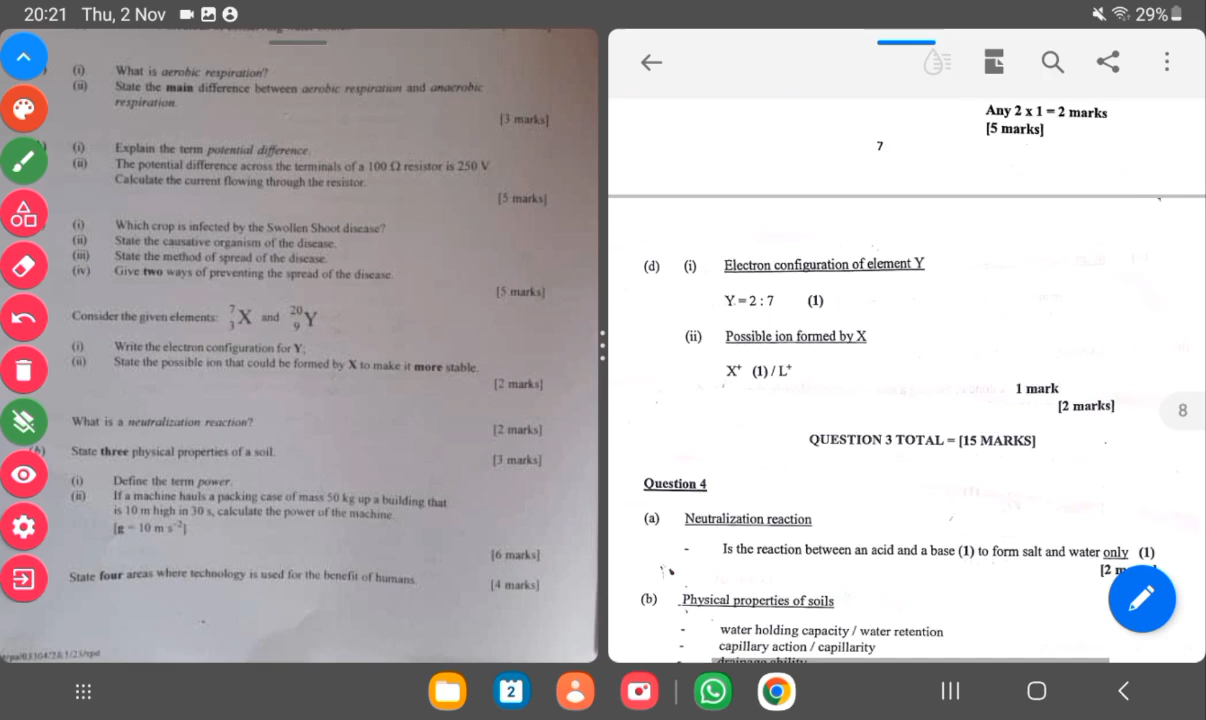 20:21 Thu, 2 Nov
29%
(i) What is aerobic respiration?
(ii) State the main difference between aerobic respiration and anaerobic
respiration.
[3 marks]
(i) Explain the term potential difference.
(ii) The potential difference across the terminals of a 100 Ω resistor is 250 V
Calculate the current flowing through the resistor.
[5 marks]
(i) Which crop is infected by the Swollen Shoot disease?
(ii) State the causative organism of the disease.
(iii) State the method of spread of the disease.
(iv) Give two ways of preventing the spread of the disease.
[5 marks]
Consider the given elements: ⁷₃X and ²⁰₉Y
(i) Write the electron configuration for Y;
(ii) State the possible ion that could be formed by X to make it more stable.
[2 marks]
What is a neutralization reaction?
[2 marks]
State three physical properties of a soil.
[3 marks]
(i) Define the term power.
(ii) If a machine hauls a packing case of mass 50 kg up a building that
is 10 m high in 30 s, calculate the power of the machine.
[g = 10 m s⁻²]
[6 marks]
State four areas where technology is used for the benefit of humans.
[4 marks]
Any 2 x 1 = 2 marks
[5 marks]
7
(d) (i) Electron configuration of element Y
Y = 2 : 7 (1)
(ii) Possible ion formed by X
X⁺ (1) / L⁺
1 mark
[2 marks]
8
QUESTION 3 TOTAL = [15 MARKS]
Question 4
(a) Neutralization reaction
- Is the reaction between an acid and a base (1) to form salt and water only (1)
(b) Physical properties of soils
- water holding capacity / water retention
- capillary action / capillarity
2